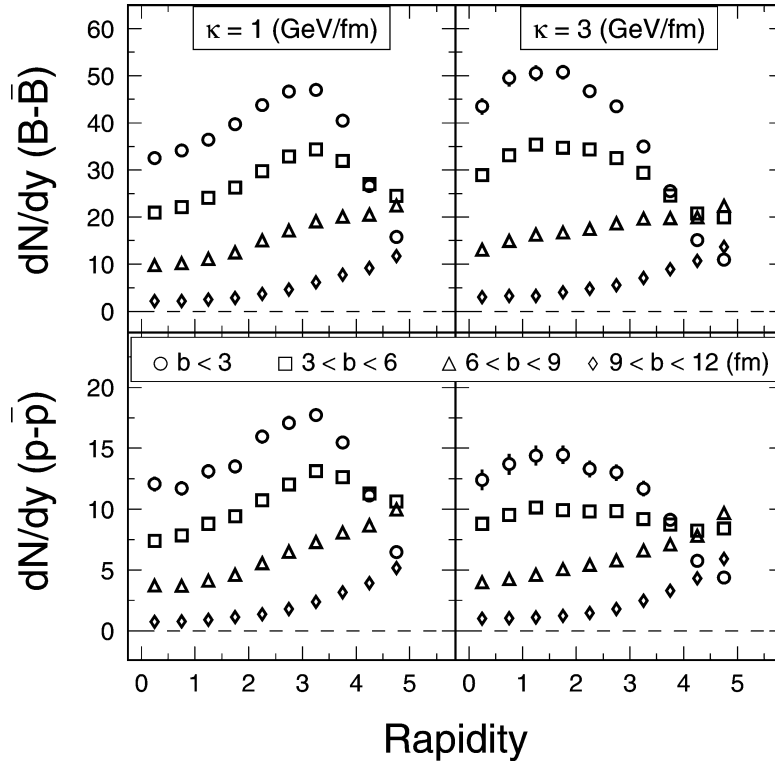 κ = 1 (GeV/fm)
κ = 3 (GeV/fm)
dN/dy (B-B̄)
60
50
40
30
20
10
0
○ b < 3 □ 3 < b < 6 △ 6 < b < 9 ◊ 9 < b < 12 (fm)
dN/dy (p-p̄)
20
15
10
5
0
0 1 2 3 4 5 0 1 2 3 4 5
Rapidity